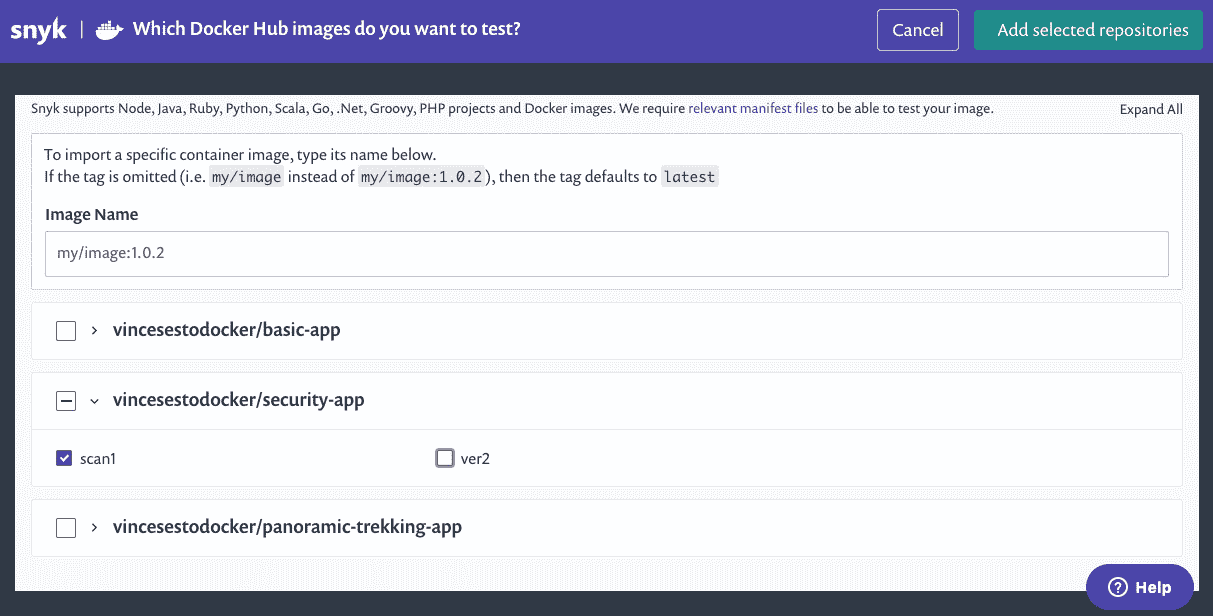 snyk | Which Docker Hub images do you want to test?
Cancel
Add selected repositories
Snyk supports Node, Java, Ruby, Python, Scala, Go, .Net, Groovy, PHP projects and Docker images. We require relevant manifest files to be able to test your image.
Expand All
To import a specific container image, type its name below.
If the tag is omitted (i.e. my/image instead of my/image:1.0.2), then the tag defaults to latest
Image Name
my/image:1.0.2
vincesestodocker/basic-app
vincesestodocker/security-app
scan1
ver2
vincesestodocker/panoramic-trekking-app
Help